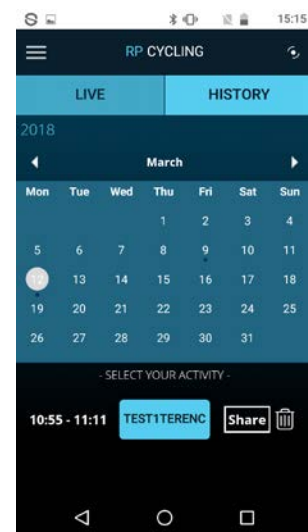 15:15
RP CYCLING
LIVE HISTORY
2018
March
Mon Tue Wed Thu Fri Sat Sun
1 2 3 4
5 6 7 8 9 10 11
12 13 14 15 16 17 18
19 20 21 22 23 24 25
26 27 28 29 30 31
- SELECT YOUR ACTIVITY -
10:55 - 11:11 TEST1TERENC Share